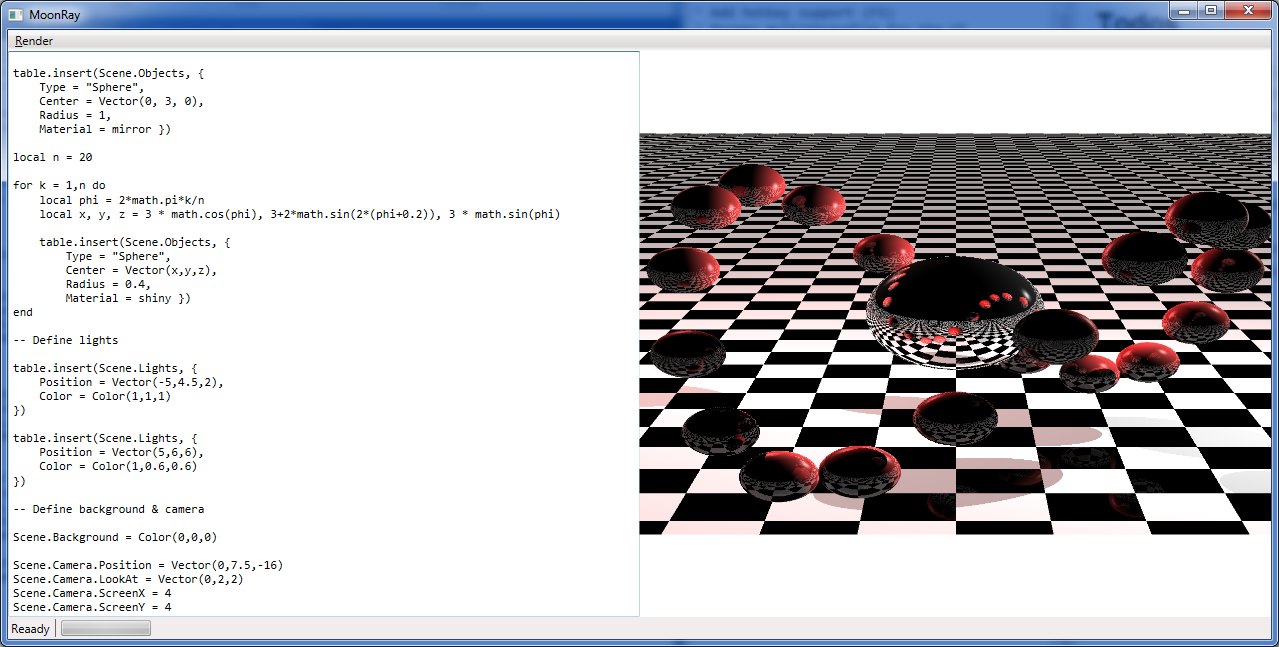 MoonRay
Todos
Render
table.insert(Scene.Objects, {
    Type = "Sphere",
    Center = Vector(0, 3, 0),
    Radius = 1,
    Material = mirror })
local n = 20
for k = 1,n do
    local phi = 2*math.pi*k/n
    local x, y, z = 3 * math.cos(phi), 3+2*math.sin(2*(phi+0.2)), 3 * math.sin(phi)
    table.insert(Scene.Objects, {
        Type = "Sphere",
        Center = Vector(x,y,z),
        Radius = 0.4,
        Material = shiny })
end
-- Define lights
table.insert(Scene.Lights, {
    Position = Vector(-5,4.5,2),
    Color = Color(1,1,1)
})
table.insert(Scene.Lights, {
    Position = Vector(5,6,6),
    Color = Color(1,0.6,0.6)
})
-- Define background & camera
Scene.Background = Color(0,0,0)
Scene.Camera.Position = Vector(0,7.5,-16)
Scene.Camera.LookAt = Vector(0,2,2)
Scene.Camera.ScreenX = 4
Scene.Camera.ScreenY = 4
Reaady